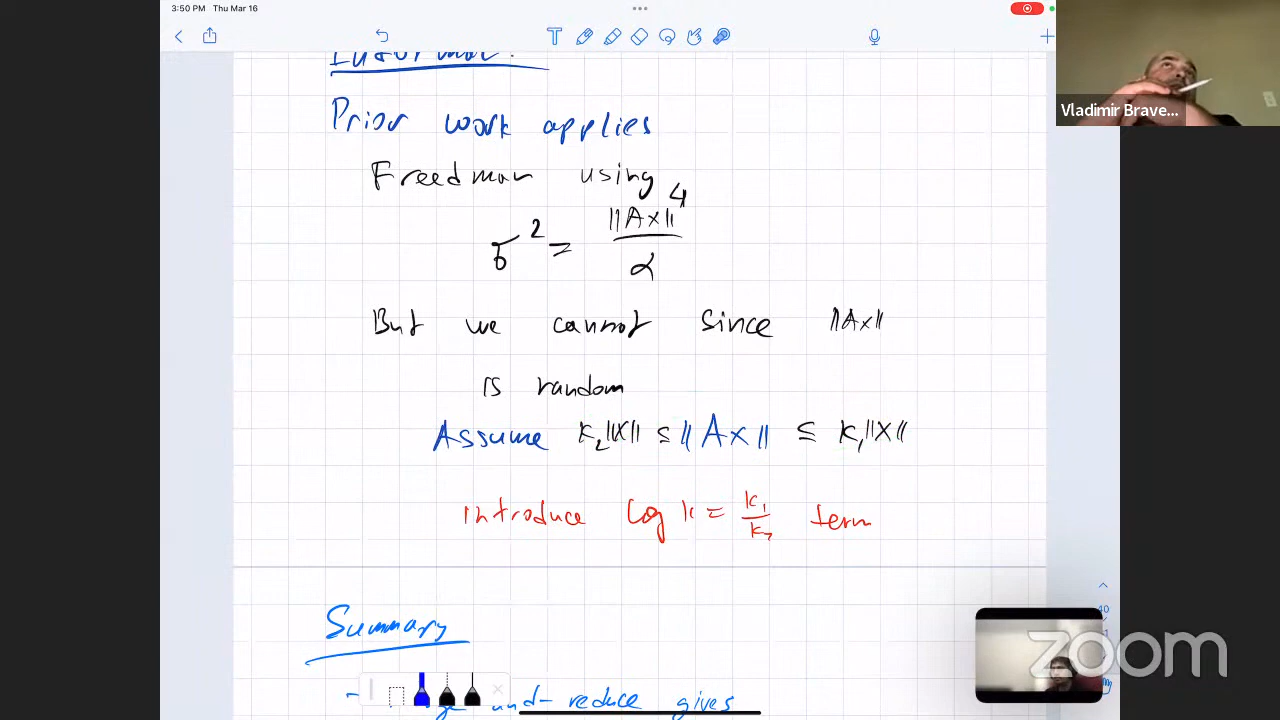 3:50 PM Thu Mar 16
Vladimir Brave...
Prior work applies
Freedman using
σ² = ||Ax||⁴ / α
But we cannot since ||Ax||
is random
Assume k₂||x|| ≤ ||Ax|| ≤ k₁||x||
Introduce log k = k₁/k₂ term
Summary
and-reduce gives
zoom